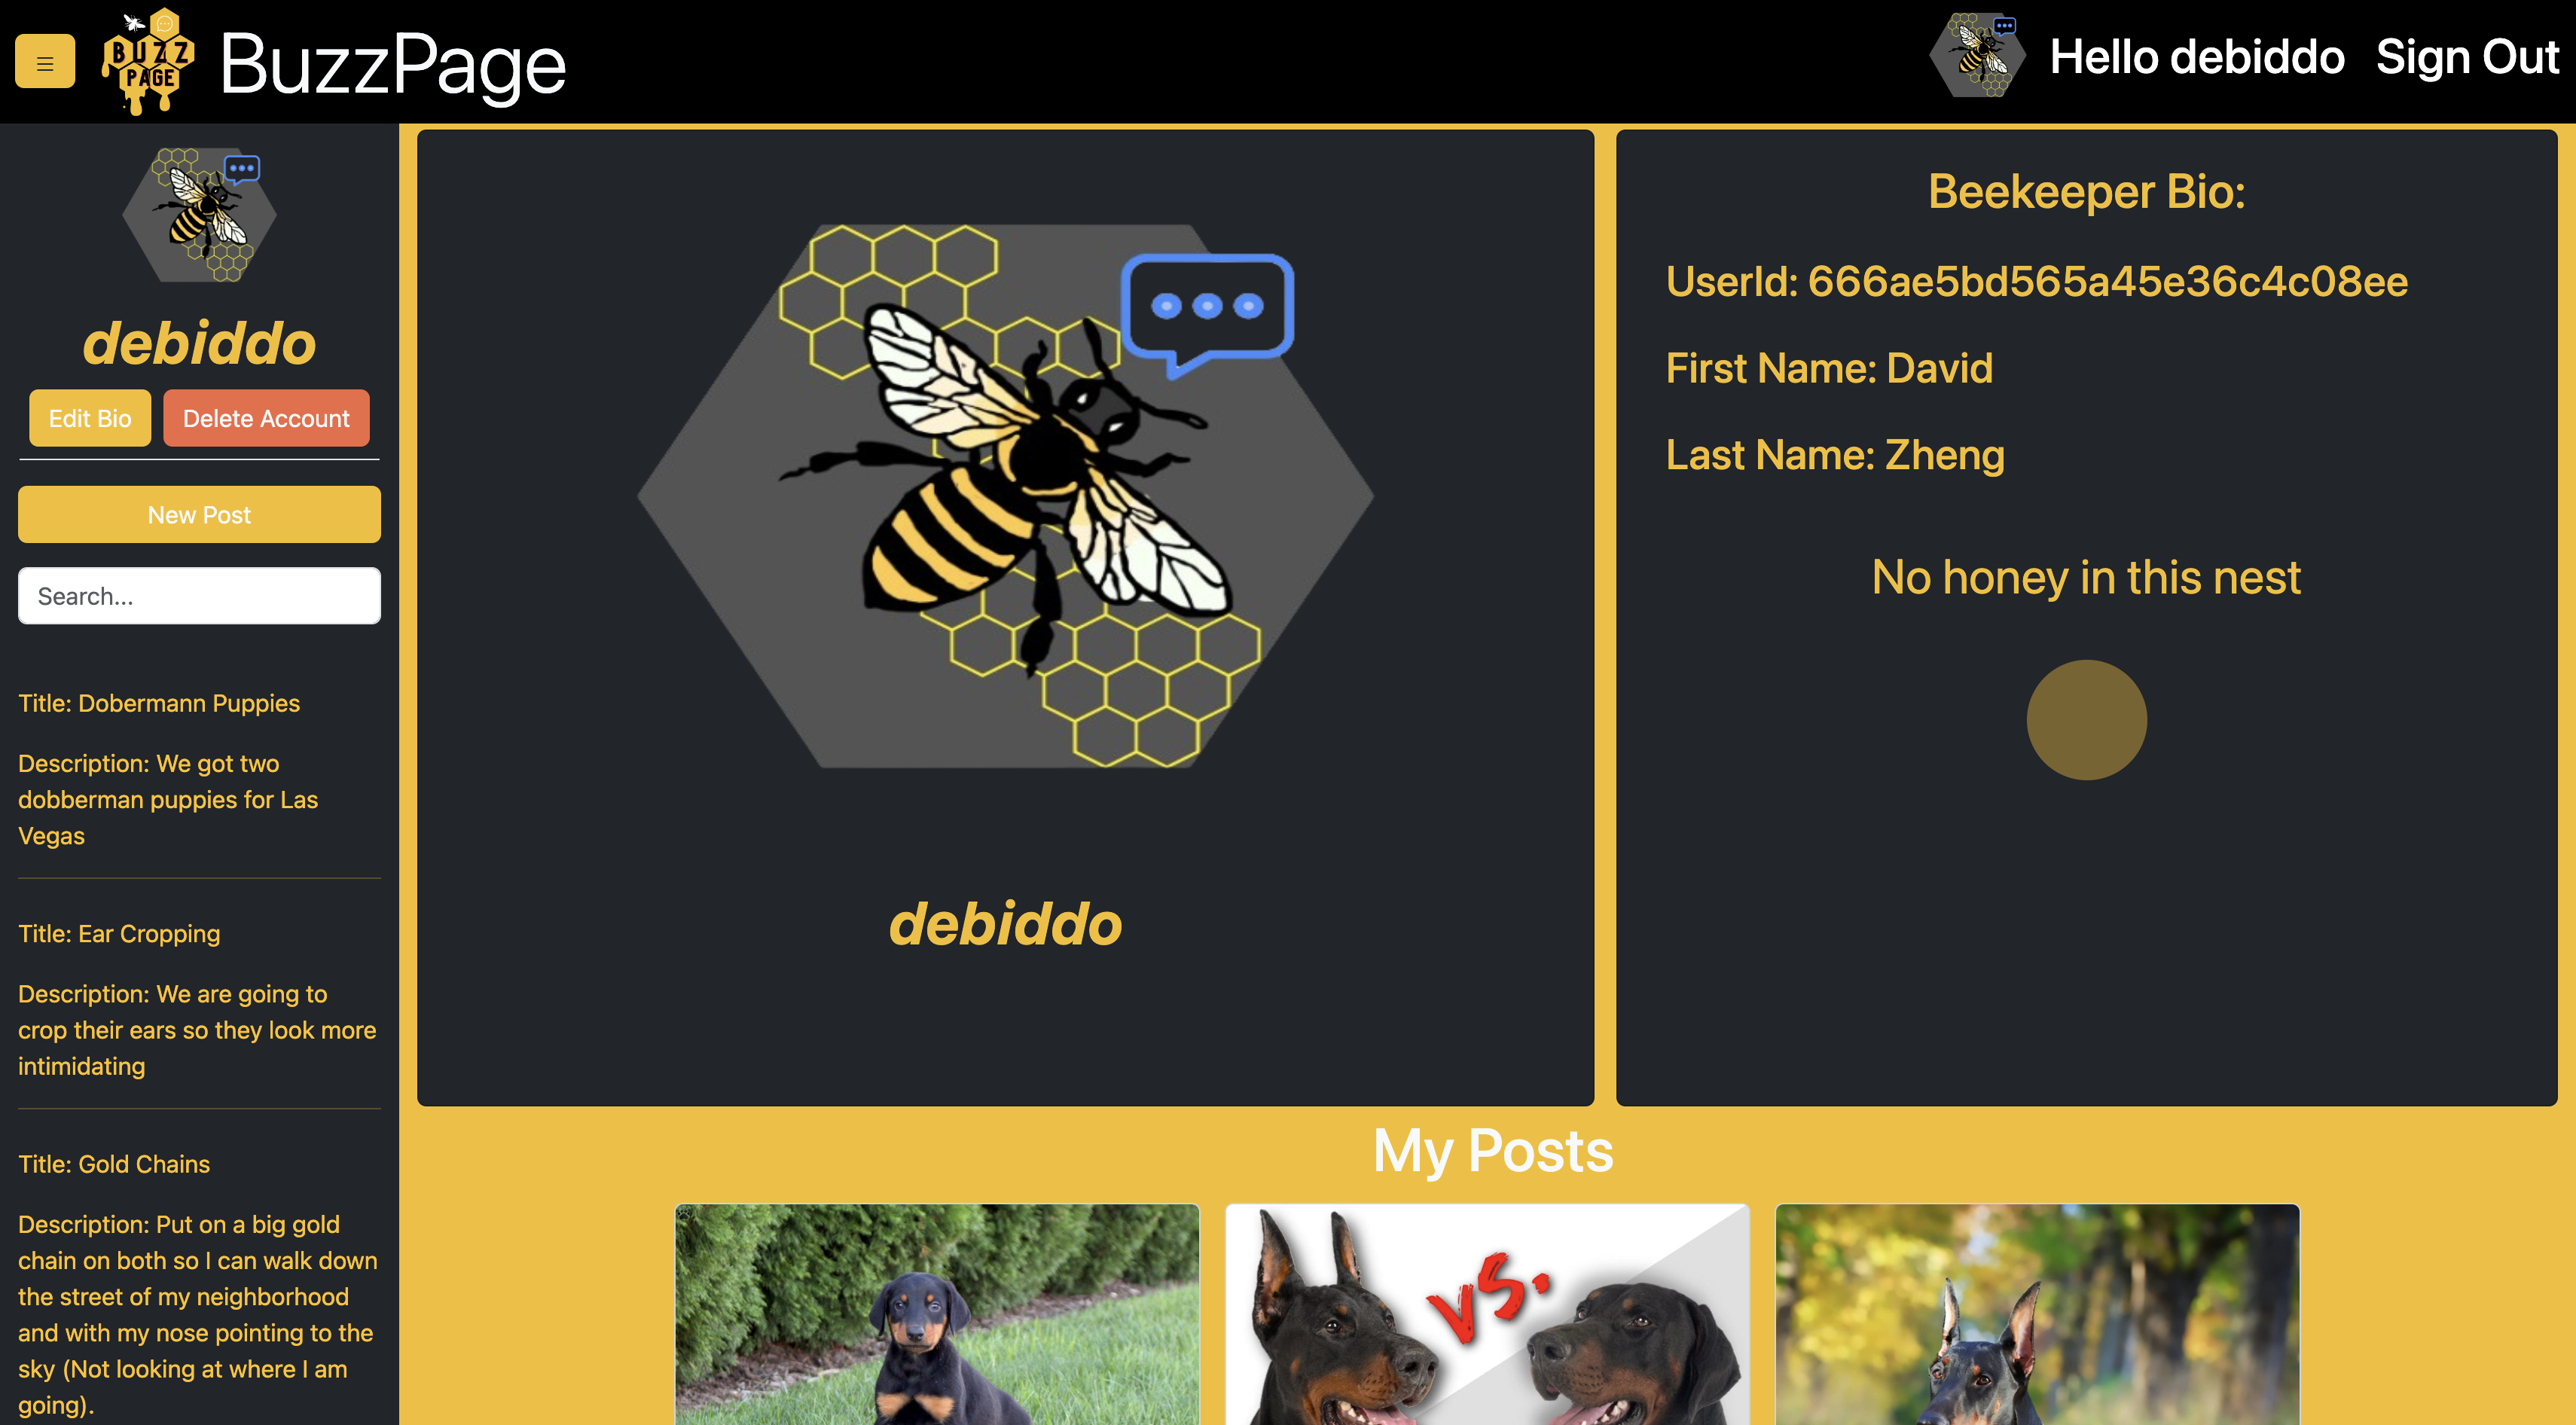 BUZZ
PAGE
BuzzPage
Hello debiddo
Sign Out
debiddo
Edit Bio
Delete Account
New Post
Search...
Title: Dobermann Puppies
Description: We got two
dobberman puppies for Las
Vegas
Title: Ear Cropping
Description: We are going to
crop their ears so they look more
intimidating
Title: Gold Chains
Description: Put on a big gold
chain on both so I can walk down
the street of my neighborhood
and with my nose pointing to the
sky (Not looking at where I am
going).
debiddo
Beekeeper Bio:
UserId: 666ae5bd565a45e36c4c08ee
First Name: David
Last Name: Zheng
No honey in this nest
My Posts
VS.